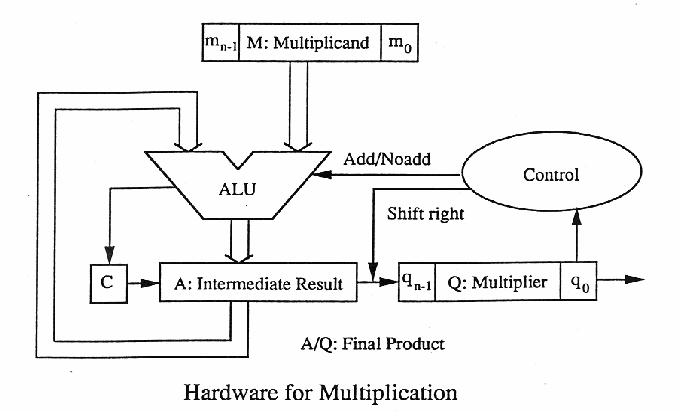 m_{n-1} M: Multiplicand m_0
Add/Noadd
Control
ALU
Shift right
C
A: Intermediate Result
q_{n-1} Q: Multiplier q_0
A/Q: Final Product
Hardware for Multiplication